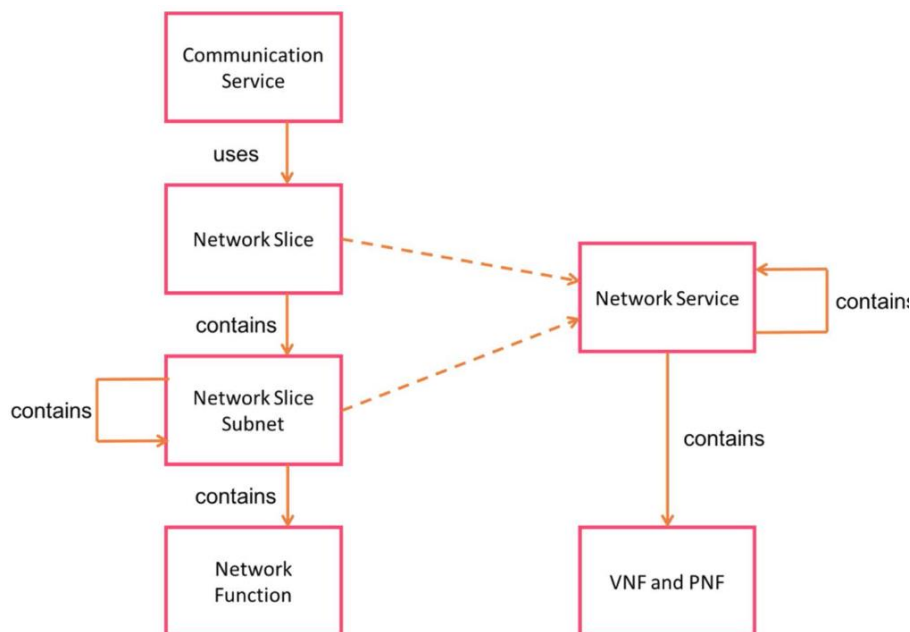 Communication
Service
uses
Network Slice
Network Service
contains
contains
Network Slice
Subnet
contains
contains
contains
Network
Function
VNF and PNF